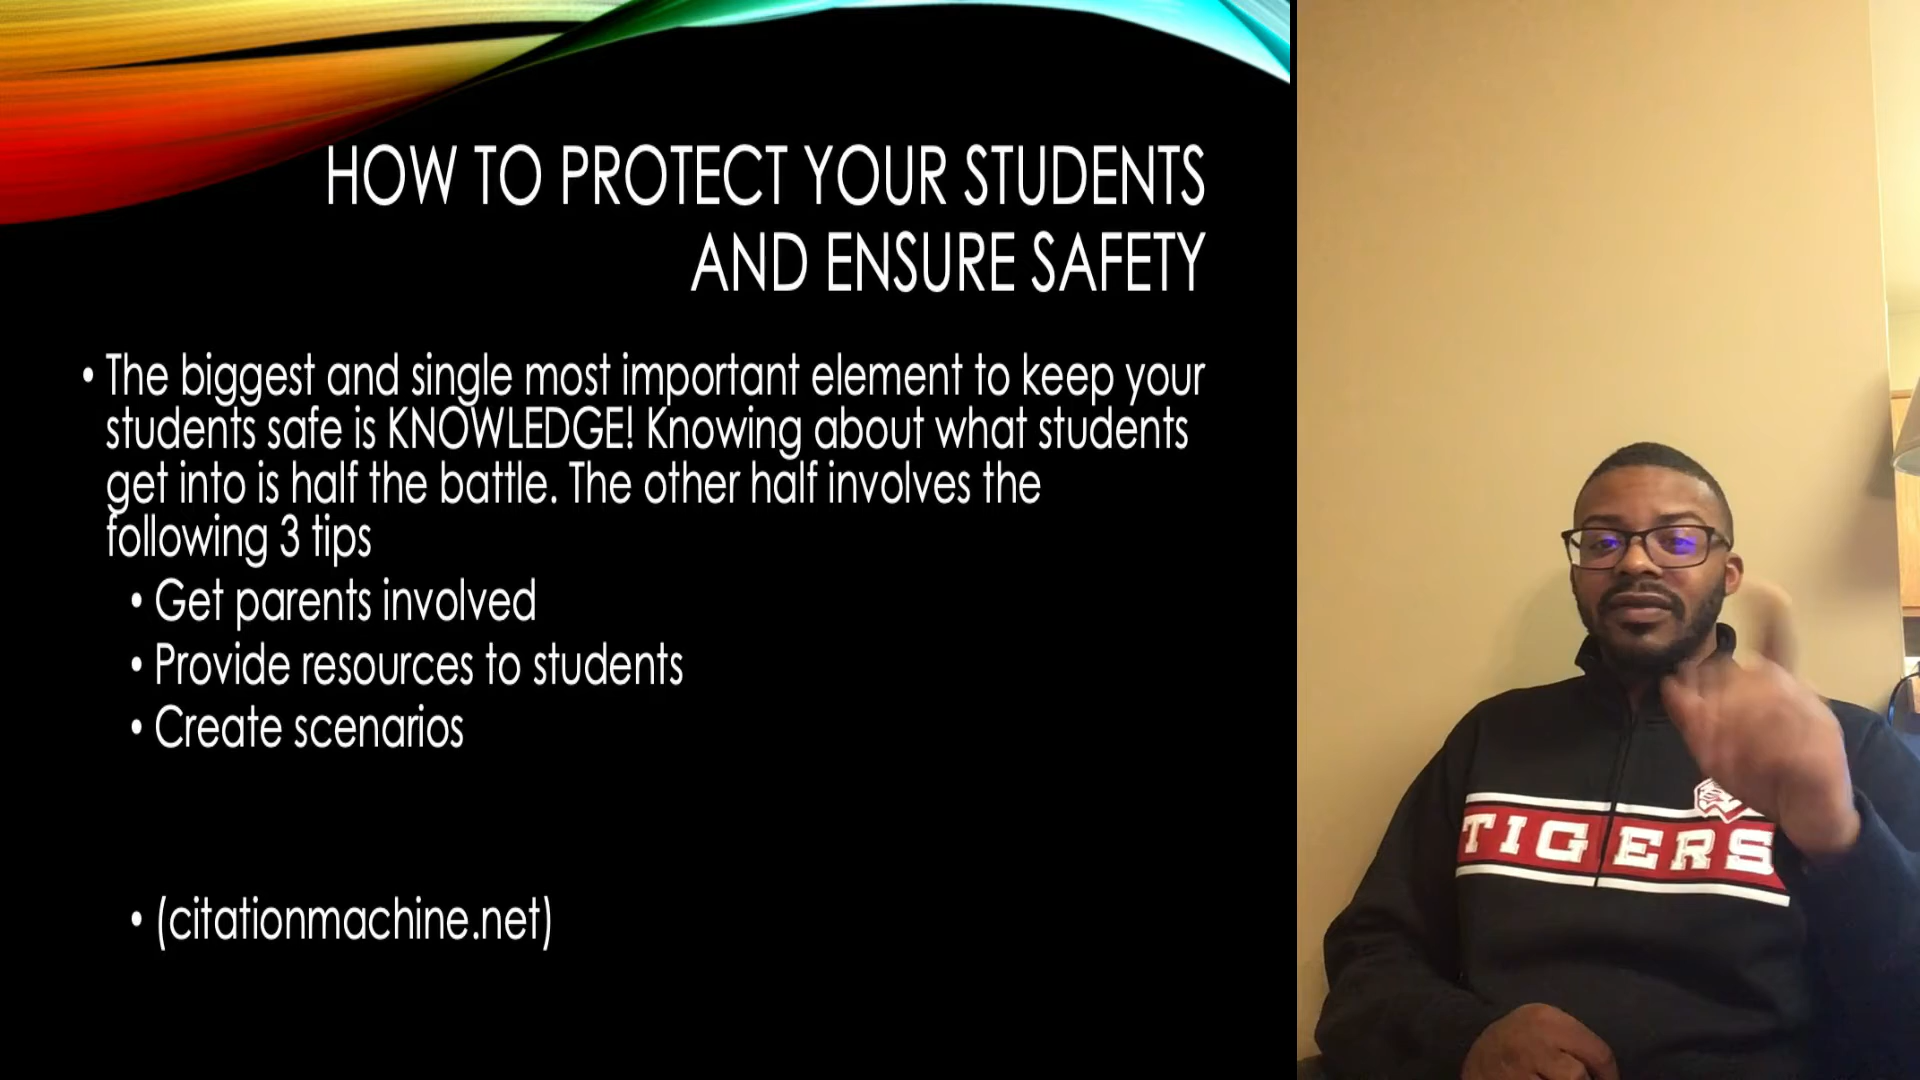 HOW TO PROTECT YOUR STUDENTS
AND ENSURE SAFETY
• The biggest and single most important element to keep your
students safe is KNOWLEDGE! Knowing about what students
get into is half the battle. The other half involves the
following 3 tips
• Get parents involved
• Provide resources to students
• Create scenarios
• (citationmachine.net)
TIGERS